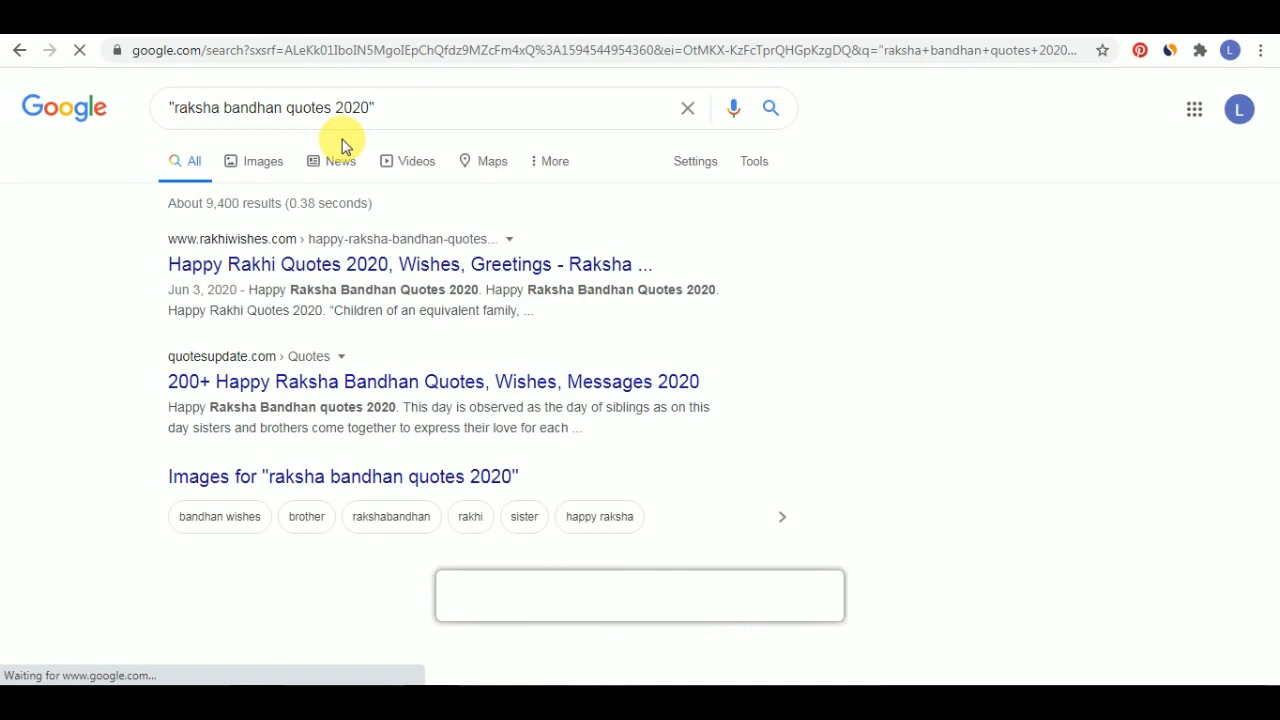 google.com/search?sxsrf=ALeKk01IboIN5MgoIEpChQfdz9MZcFm4xQ%3A1594544954360&ei=OtMKX-KzFcTprQHGpKzgDQ&q="raksha+bandhan+quotes+2020...
L
Google
"raksha bandhan quotes 2020"
L
All Images News Videos Maps More Settings Tools
About 9,400 results (0.38 seconds)
www.rakhiwishes.com › happy-raksha-bandhan-quotes...
Happy Rakhi Quotes 2020, Wishes, Greetings - Raksha ...
Jun 3, 2020 - Happy Raksha Bandhan Quotes 2020. Happy Raksha Bandhan Quotes 2020.
Happy Rakhi Quotes 2020. “Children of an equivalent family, ...
quotesupdate.com › Quotes
200+ Happy Raksha Bandhan Quotes, Wishes, Messages 2020
Happy Raksha Bandhan quotes 2020. This day is observed as the day of siblings as on this
day sisters and brothers come together to express their love for each ...
Images for "raksha bandhan quotes 2020"
bandhan wishes brother rakshabandhan rakhi sister happy raksha
Waiting for www.google.com...